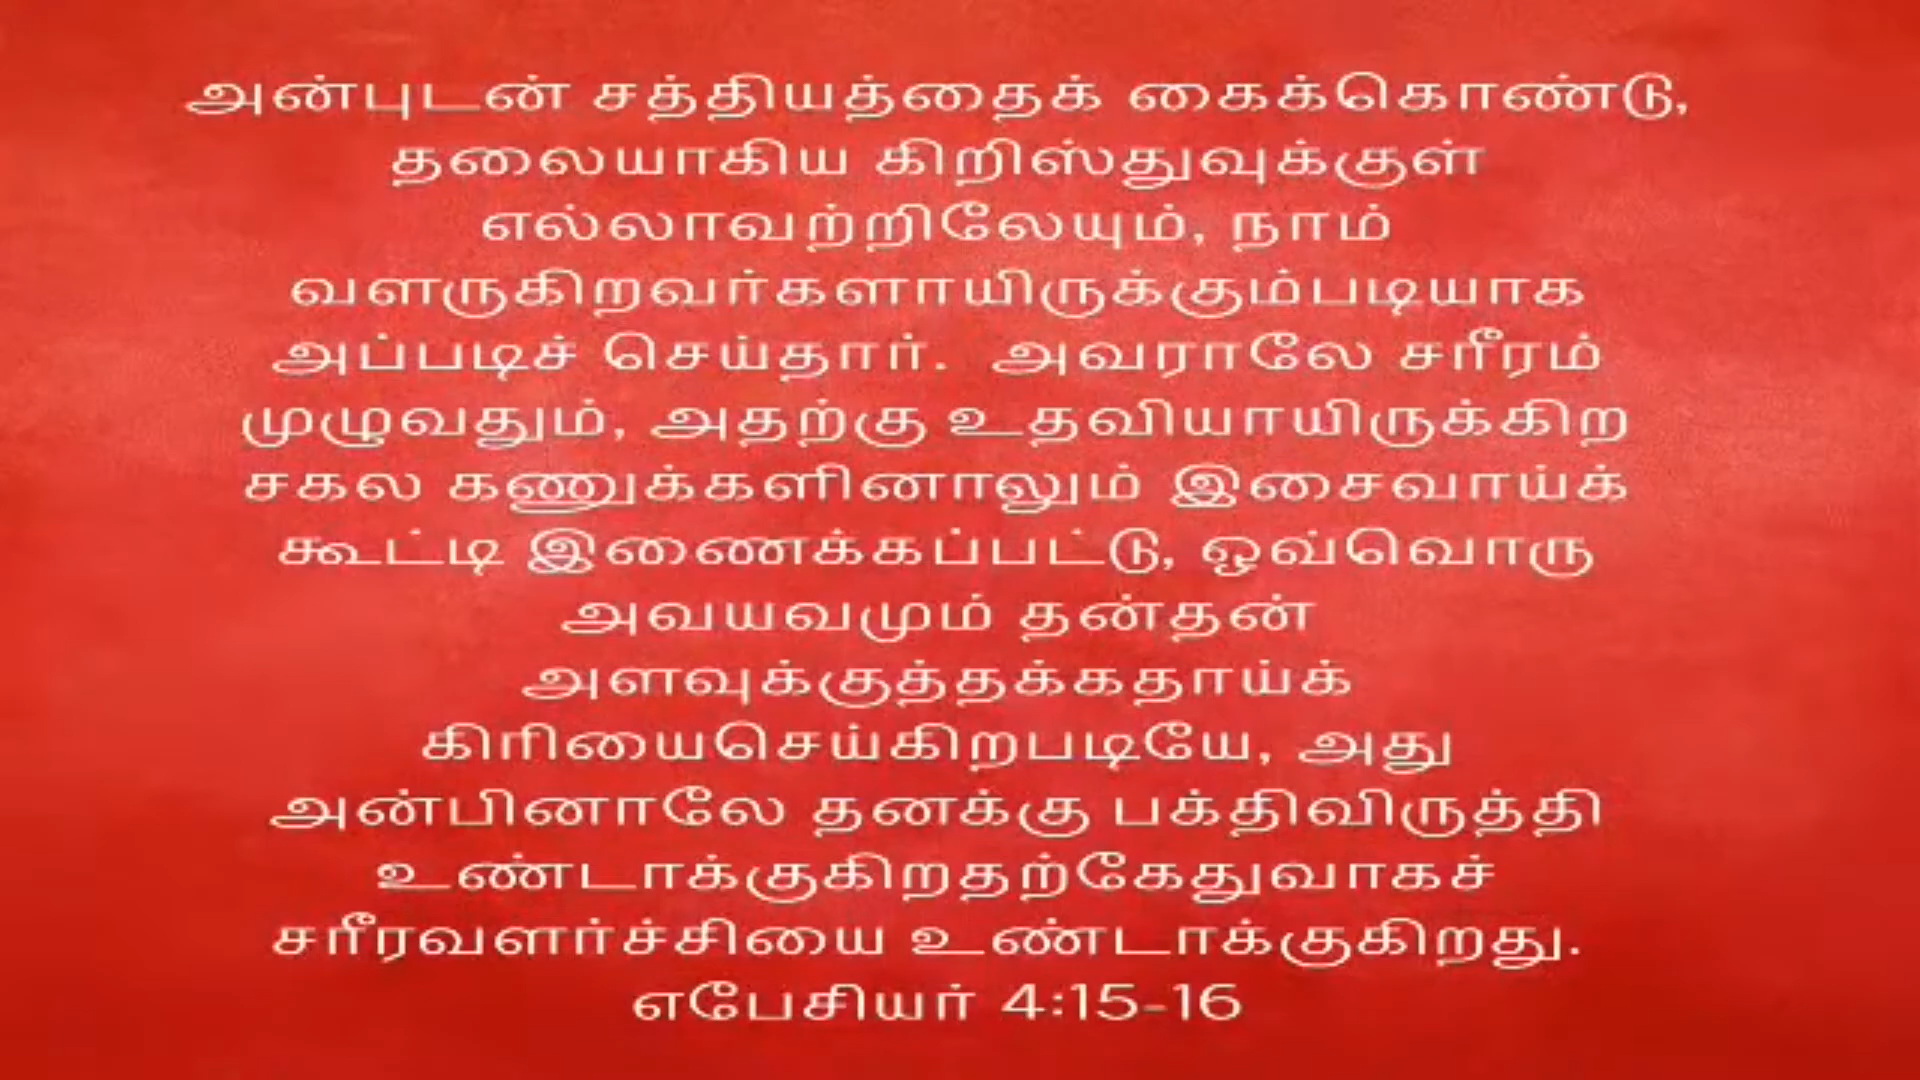 அன்புடன் சத்தியத்தைக் கைக்கொண்டு,
தலையாகிய கிறிஸ்துவுக்குள்
எல்லாவற்றிலேயும், நாம்
வளருகிறவர்களாயிருக்கும்படியாக
அப்படிச் செய்தார். அவராலே சரீரம்
முழுவதும், அதற்கு உதவியாயிருக்கிற
சகல கணுக்களினாலும் இசைவாய்க்
கூட்டி இணைக்கப்பட்டு, ஒவ்வொரு
அவயவமும் தன்தன்
அளவுக்குத்தக்கதாய்க்
கிரியைசெய்கிறபடியே, அது
அன்பினாலே தனக்கு பக்திவிருத்தி
உண்டாக்குகிறதற்கேதுவாகச்
சரீரவளர்ச்சியை உண்டாக்குகிறது.
எபேசியர் 4:15-16